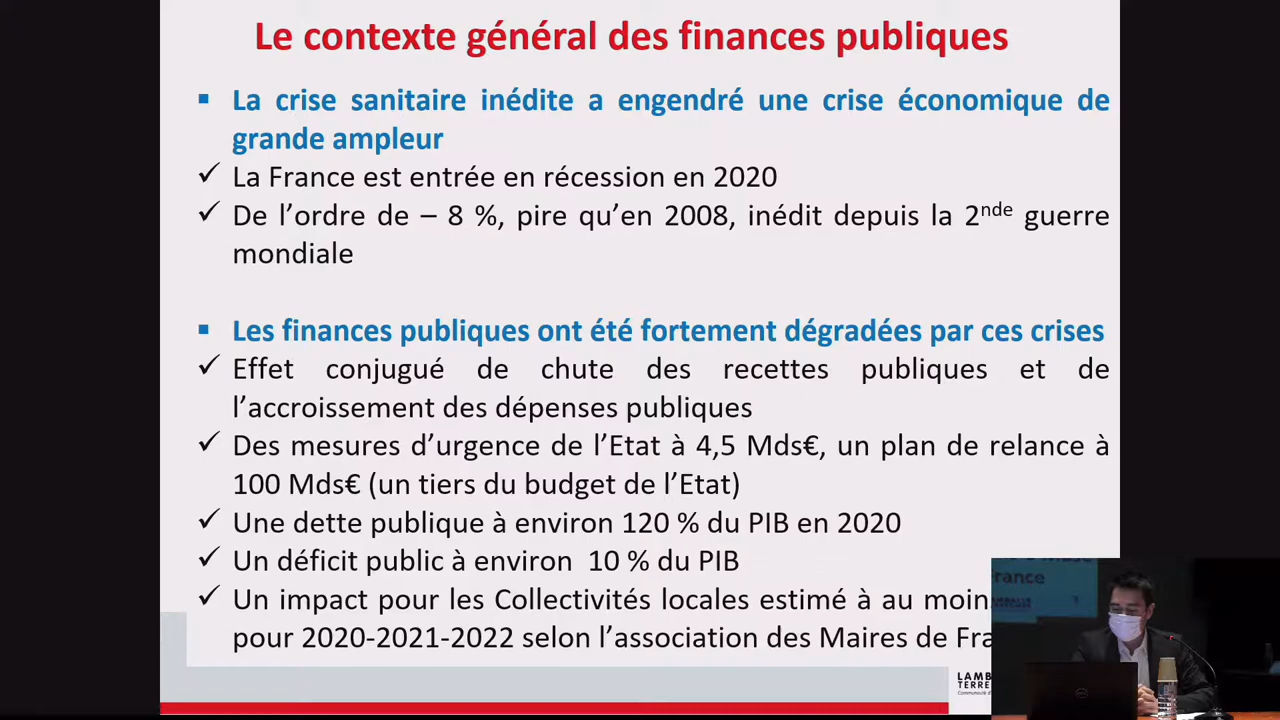 Le contexte général des finances publiques
La crise sanitaire inédite a engendré une crise économique de
grande ampleur
La France est entrée en récession en 2020
De l’ordre de – 8 %, pire qu’en 2008, inédit depuis la 2nde guerre
mondiale
Les finances publiques ont été fortement dégradées par ces crises
Effet conjugué de chute des recettes publiques et de
l’accroissement des dépenses publiques
Des mesures d’urgence de l’Etat à 4,5 Mds€, un plan de relance à
100 Mds€ (un tiers du budget de l’Etat)
Une dette publique à environ 120 % du PIB en 2020
Un déficit public à environ 10 % du PIB
Un impact pour les Collectivités locales estimé à au moin
pour 2020-2021-2022 selon l’association des Maires de Fra
rance
LAMB
TERRE
Communauté d'